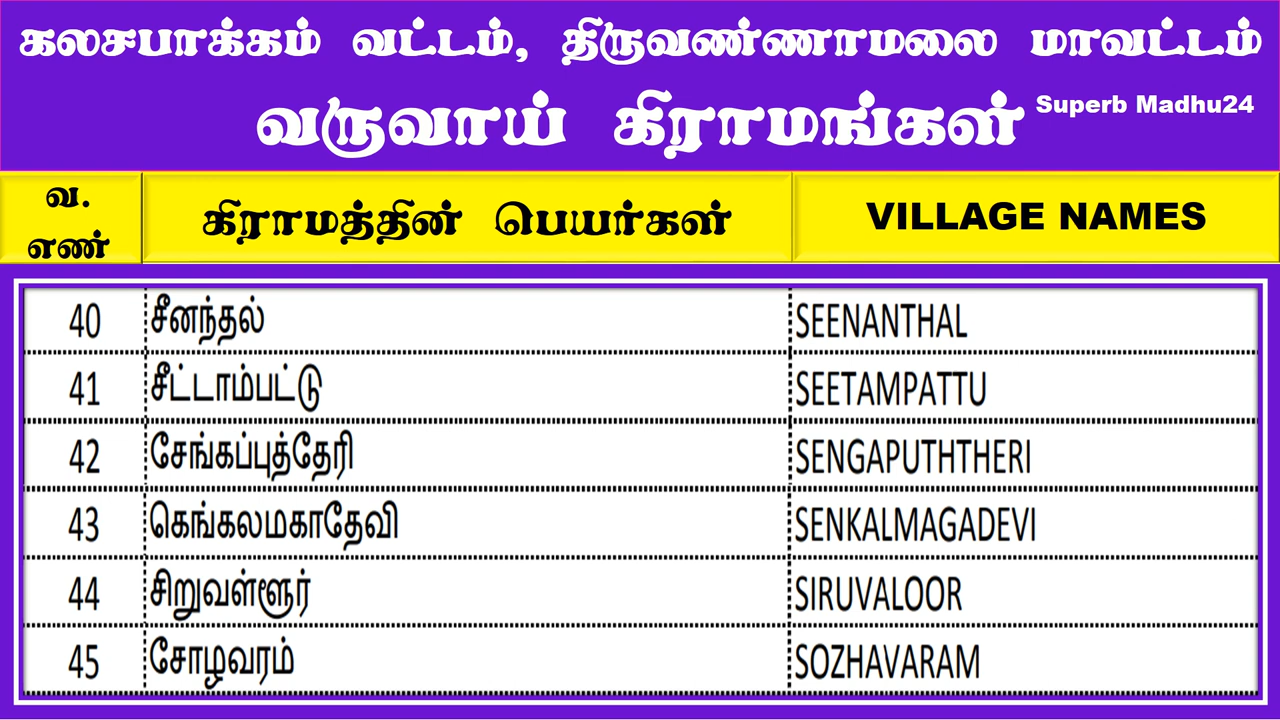 கலசபாக்கம் வட்டம், திருவண்ணாமலை மாவட்டம்
வருவாய் கிராமங்கள் Superb Madhu24
வ. எண் கிராமத்தின் பெயர்கள் VILLAGE NAMES
40 சீனந்தல் SEENANTHAL
41 சீட்டாம்பட்டு SEETAMPATTU
42 சேங்கப்புத்தேரி SENGAPUTHTHERI
43 கெங்கலமகாதேவி SENKALMAGADEVI
44 சிறுவள்ளூர் SIRUVALOOR
45 சோழவரம் SOZHAVARAM